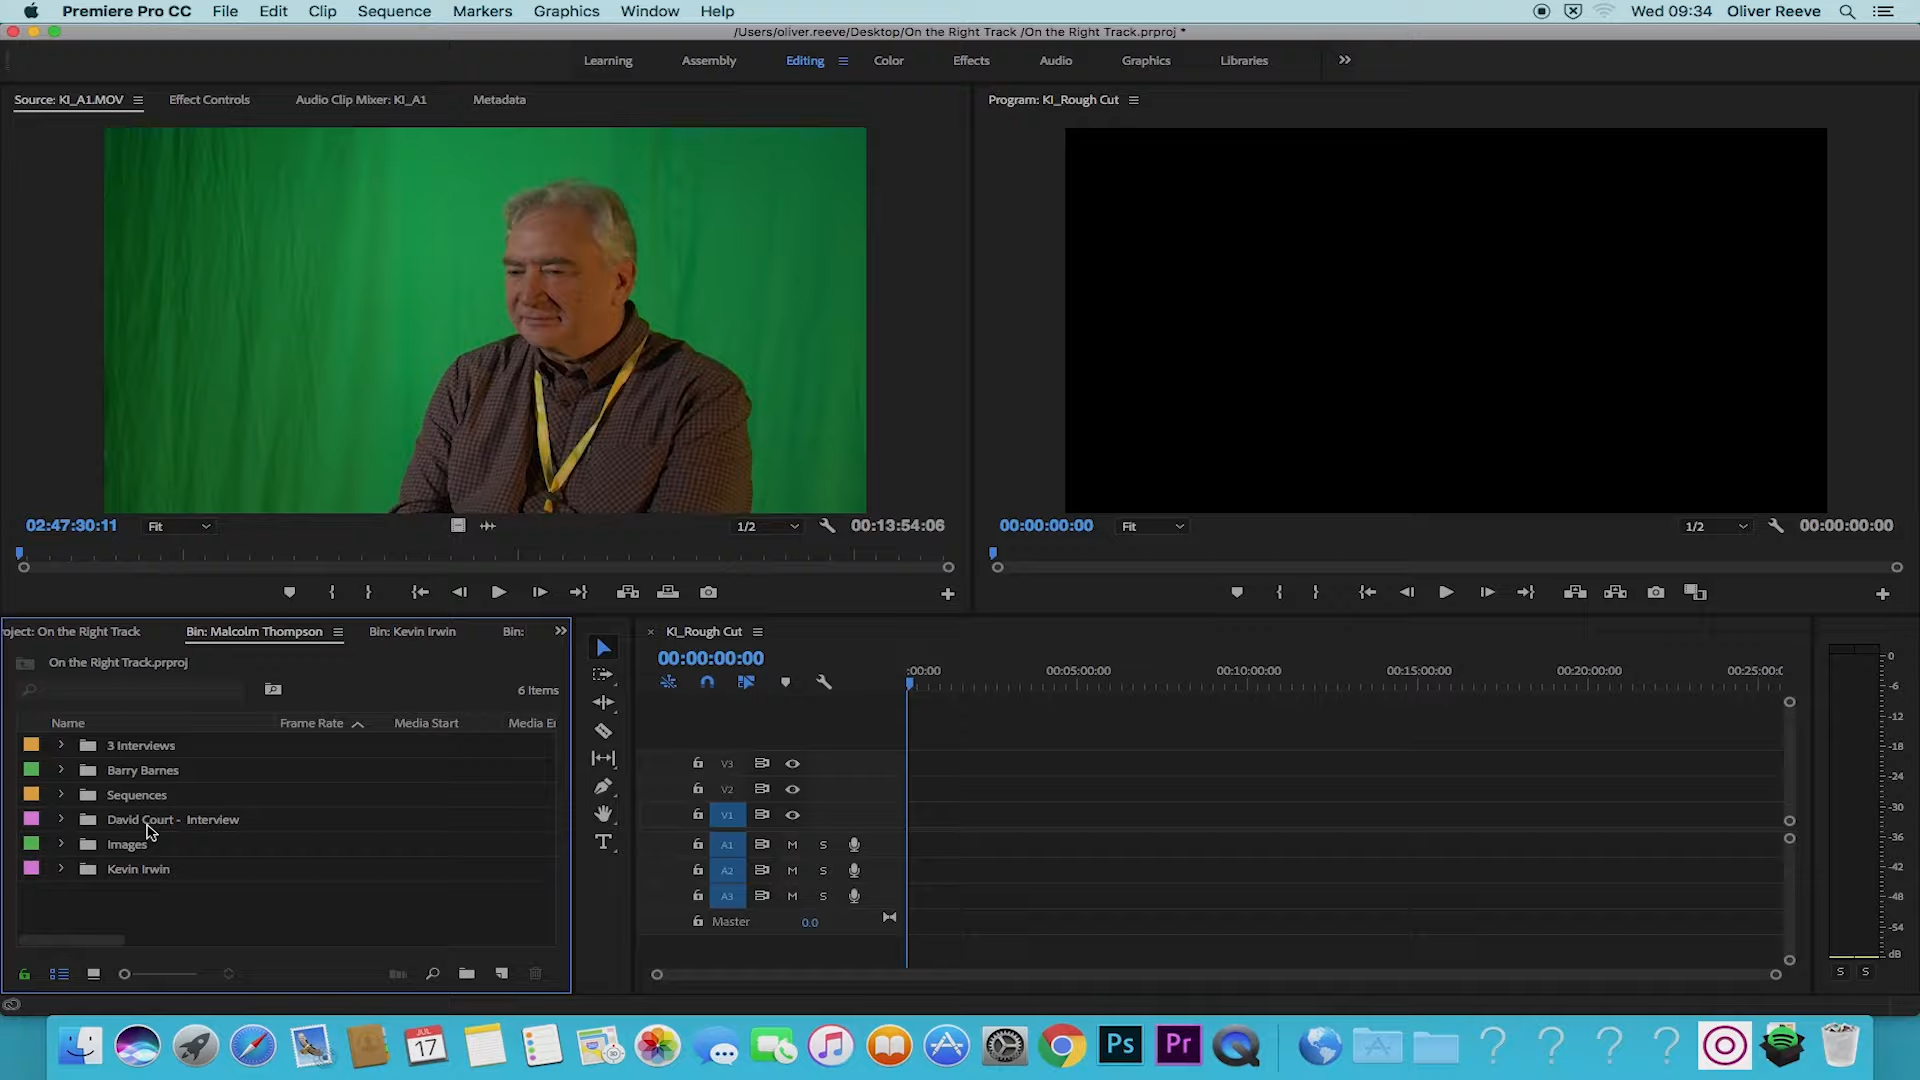 Premiere Pro CC File Edit Clip Sequence Markers Graphics Window Help Wed 09:34 Oliver Reeve
/Users/oliver.reeve/Desktop/On the Right Track /On the Right Track.prproj *
Learning Assembly Editing Color Effects Audio Graphics Libraries
Source: KI_A1.MOV Effect Controls Audio Clip Mixer: KI_A1 Metadata
Program: KI_Rough Cut
02:47:30:11 Fit 1/2 00:13:54:06
00:00:00:00 Fit 1/2 00:00:00:00
oject: On the Right Track Bin: Malcolm Thompson Bin: Kevin Irwin Bin:
On the Right Track.prproj
6 Items
Name Frame Rate Media Start Media E
3 Interviews
Barry Barnes
Sequences
David Court - Interview
Images
Kevin Irwin
KI_Rough Cut
00:00:00:00
:00:00 00:05:00:00 00:10:00:00 00:15:00:00 00:20:00:00 00:25:00:0
V3
V2
V1
A1 M S
A2 M S
A3 M S
Master 0.0
0
-6
-12
-18
-24
-30
-36
-42
-48
-54
dB
S S
JUL
17
30
Ps
Pr
? ? ? ?